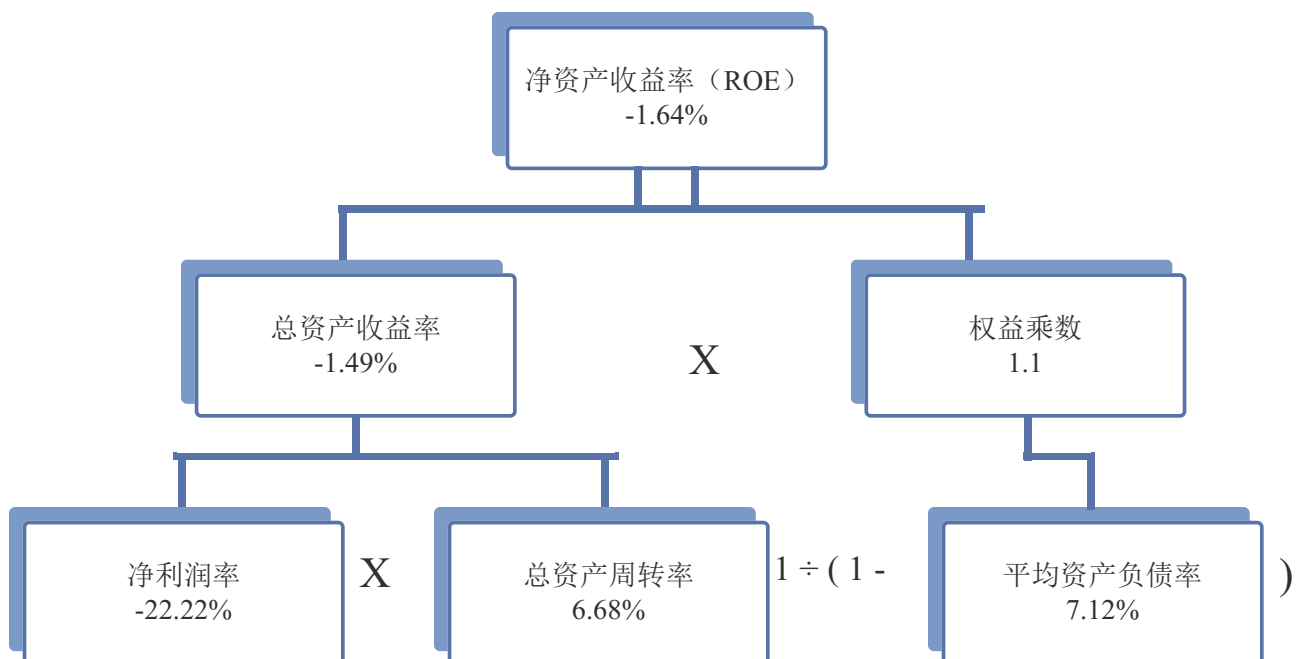 净资产收益率（ROE）
-1.64%
总资产收益率
-1.49%
X
权益乘数
1.1
净利润率
-22.22%
X
总资产周转率
6.68%
1 ÷ ( 1 -
平均资产负债率
7.12%
)